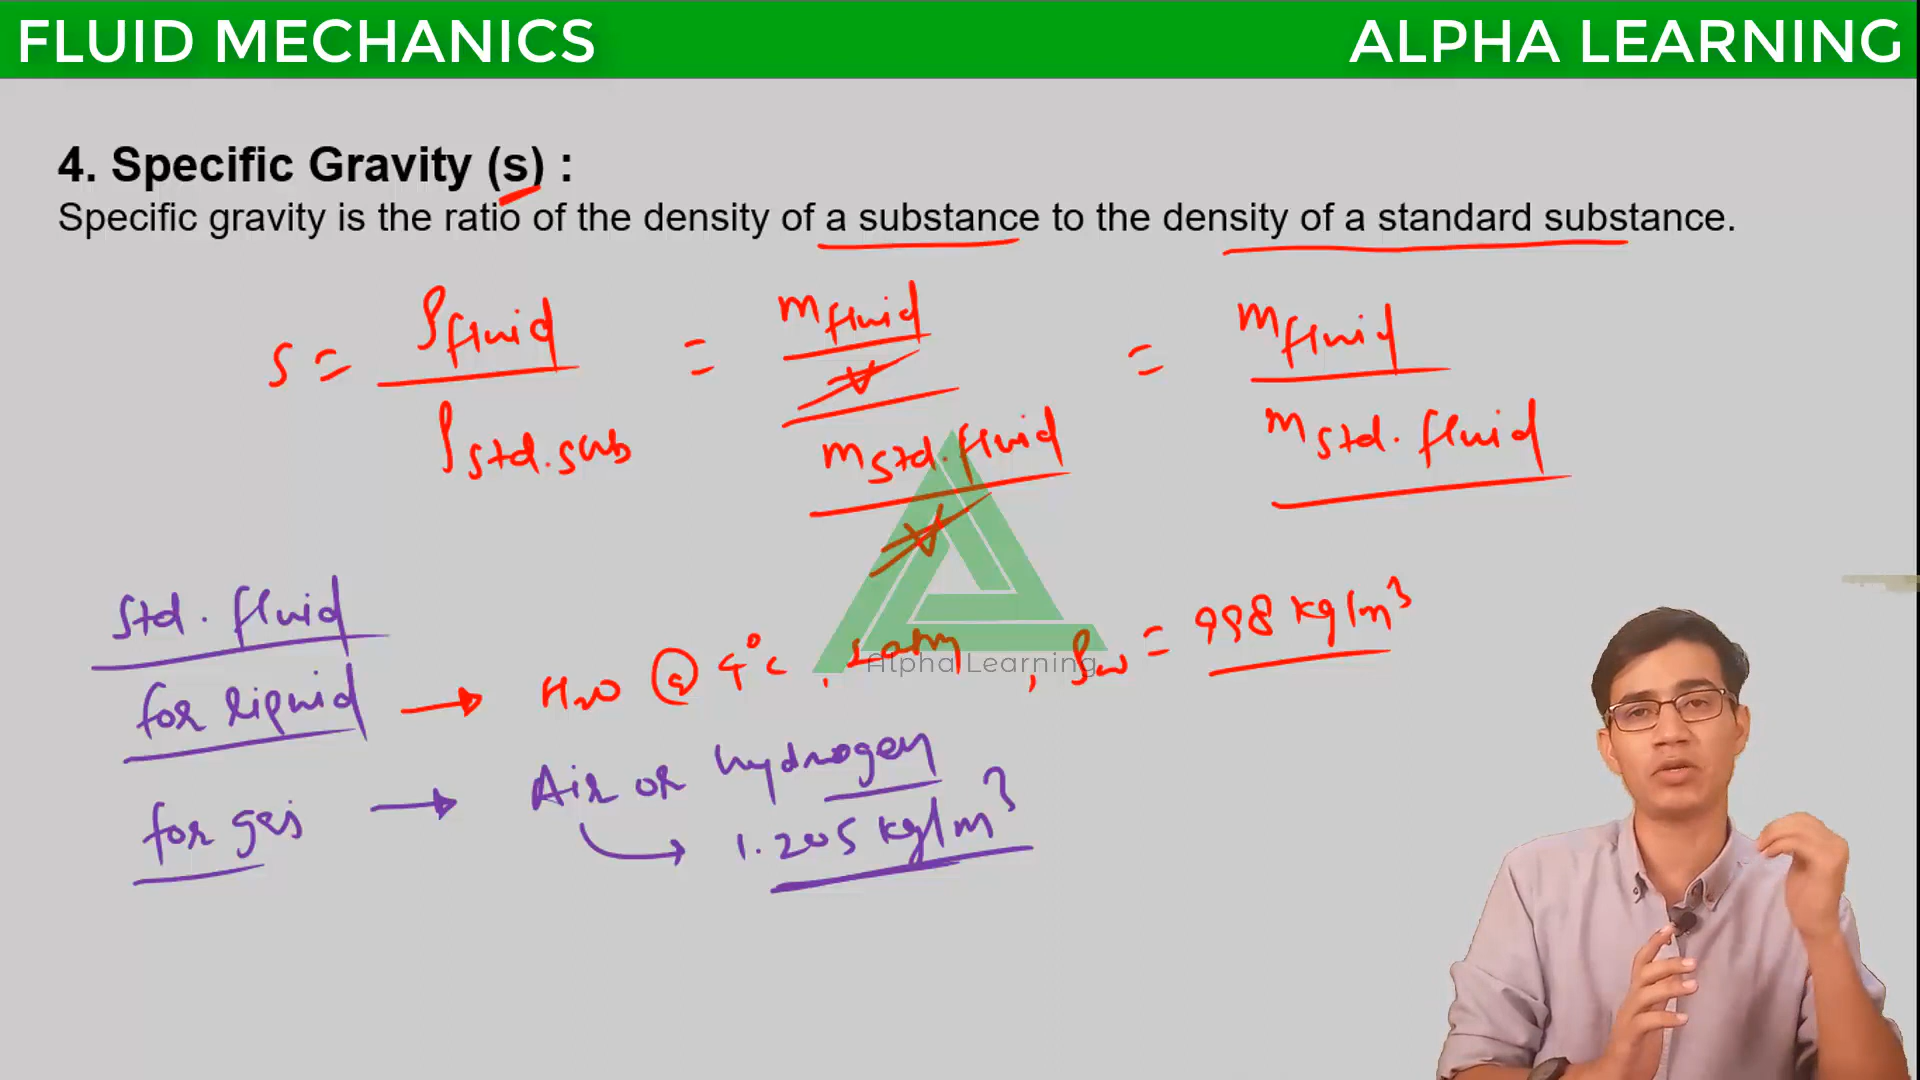 FLUID MECHANICS
ALPHA LEARNING
4. Specific Gravity (s) :
Specific gravity is the ratio of the density of a substance to the density of a standard substance.
s = ρfluid / ρstd.sub = (mfluid / V) / (mstd.fluid / V) = mfluid / mstd.fluid
Std. fluid
for liquid → H2O @ 4°C, 1 atm, ρw = 998 kg/m³
for gas → Air or hydrogen
1.205 kg/m³
Alpha Learning